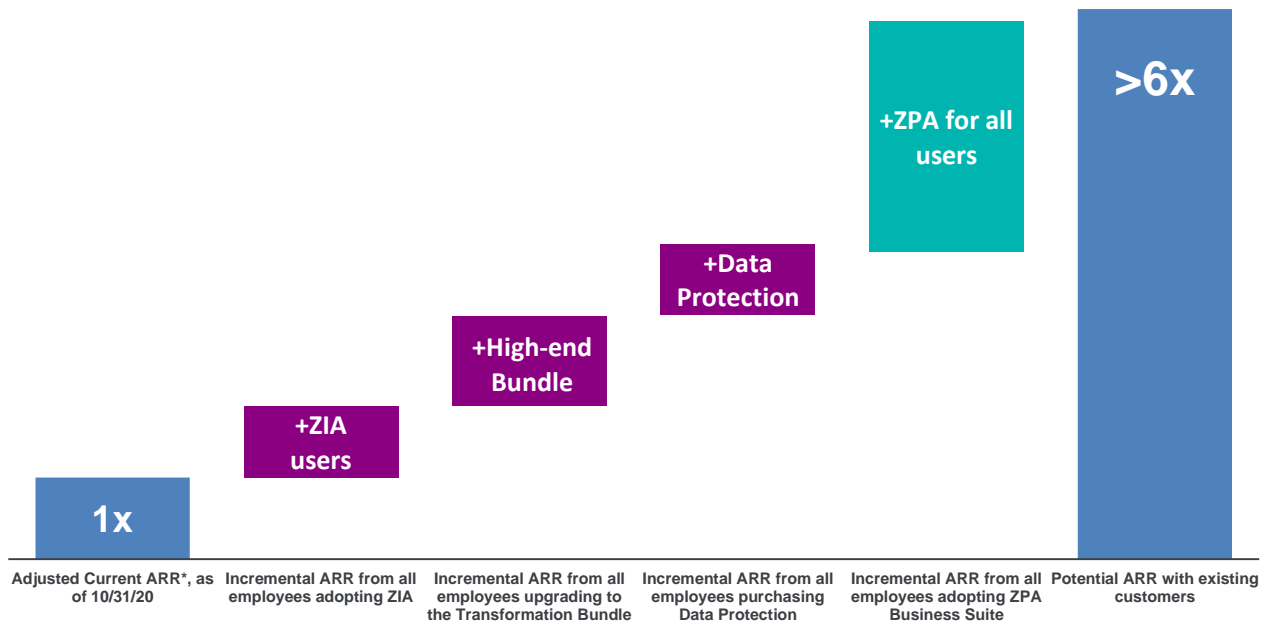 >6x
+ZPA for all
users
+Data
Protection
+High-end
Bundle
+ZIA
users
1x
Adjusted Current ARR*, as
of 10/31/20
Incremental ARR from all
employees adopting ZIA
Incremental ARR from all
employees upgrading to
the Transformation Bundle
Incremental ARR from all
employees purchasing
Data Protection
Incremental ARR from all
employees adopting ZPA
Business Suite
Potential ARR with existing
customers